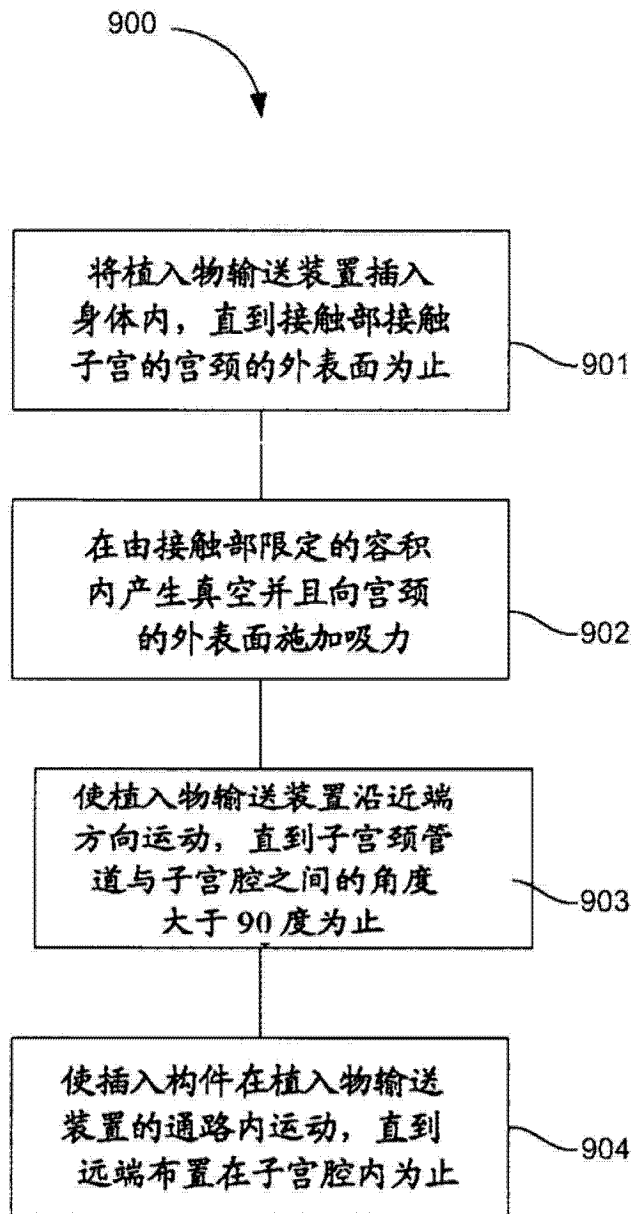 900
将植入物输送装置插入
身体内，直到接触部接触
子宫的宫颈的外表面为止
901
在由接触部限定的容积
内产生真空并且向宫颈
的外表面施加吸力
902
使植入物输送装置沿近端
方向运动，直到子宫颈管
道与子宫腔之间的角度
大于 90 度为止
903
使插入构件在植入物输送
装置的通路内运动，直到
远端布置在子宫腔内为止
904